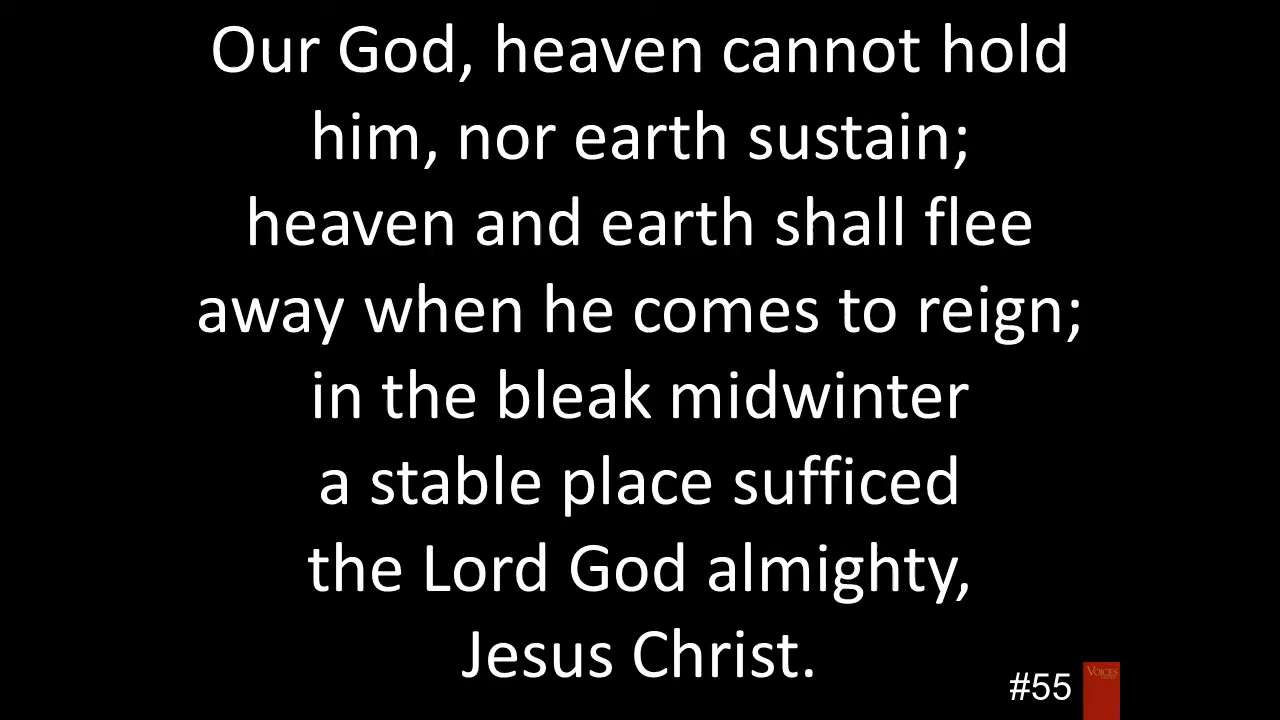 Our God, heaven cannot hold
him, nor earth sustain;
heaven and earth shall flee
away when he comes to reign;
in the bleak midwinter
a stable place sufficed
the Lord God almighty,
Jesus Christ.
#55
VOICES